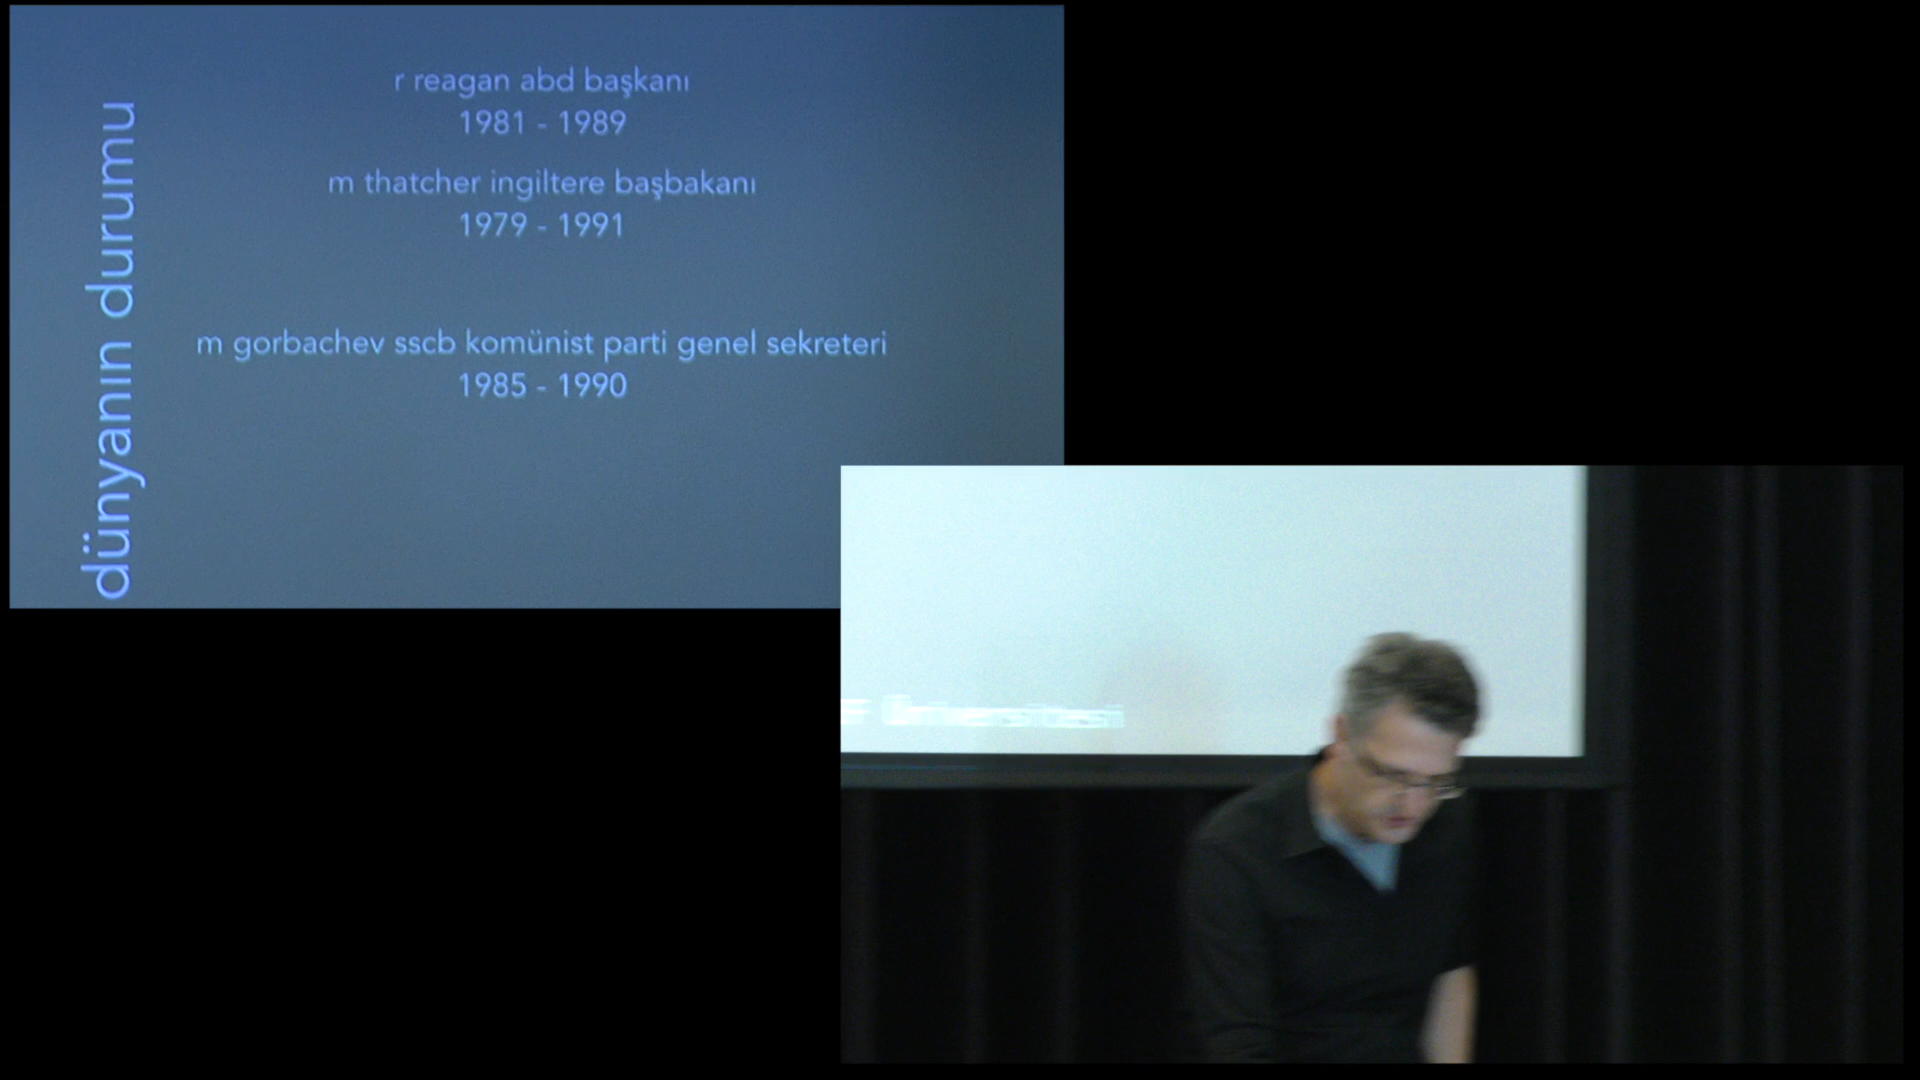 dünyanın durumu
r reagan abd başkanı
1981 - 1989
m thatcher ingiltere başbakanı
1979 - 1991
m gorbachev sscb komünist parti genel sekreteri
1985 - 1990